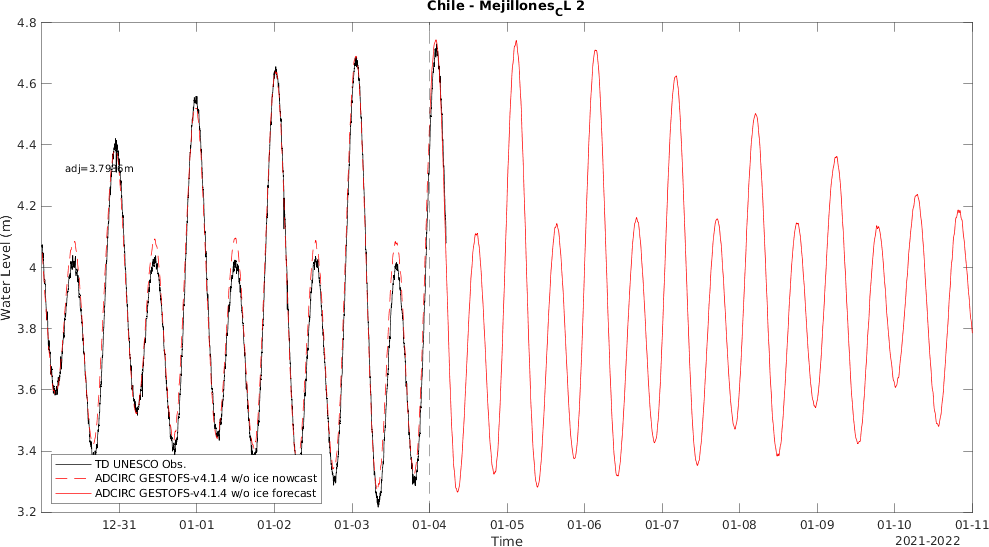 Chile - Mejillones_CL 2
4.8
4.6
4.4
4.2
4
3.8
3.6
3.4
3.2
Water Level (m)
adj=3.7936m
TD UNESCO Obs.
ADCIRC GESTOFS-v4.1.4 w/o ice nowcast
ADCIRC GESTOFS-v4.1.4 w/o ice forecast
12-31 01-01 01-02 01-03 01-04 01-05 01-06 01-07 01-08 01-09 01-10 01-11
Time
2021-2022